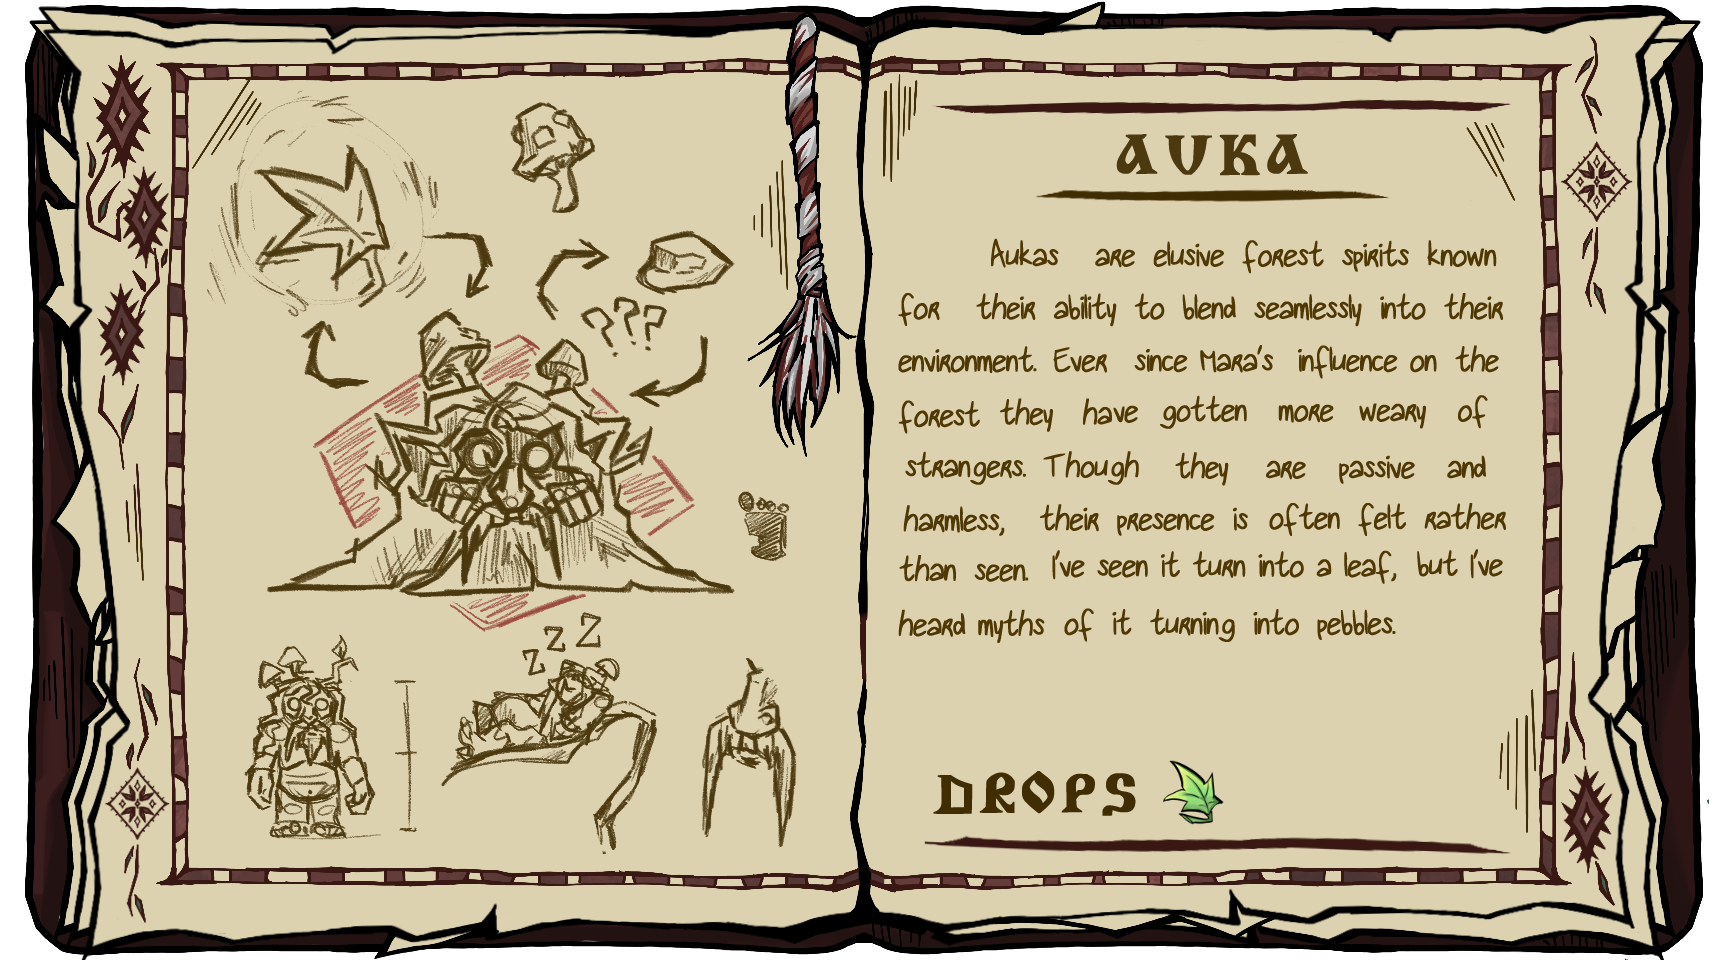 ???
z z Z
AUKA
Aukas are elusive forest spirits known
for their ability to blend seamlessly into their
environment. Ever since Mara's influence on the
forest they have gotten more weary of
strangers. Though they are passive and
harmless, their presence is often felt rather
than seen. I've seen it turn into a leaf, but I've
heard myths of it turning into pebbles.
DROPS